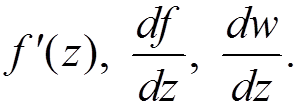 f′(z), df/dz, dw/dz.